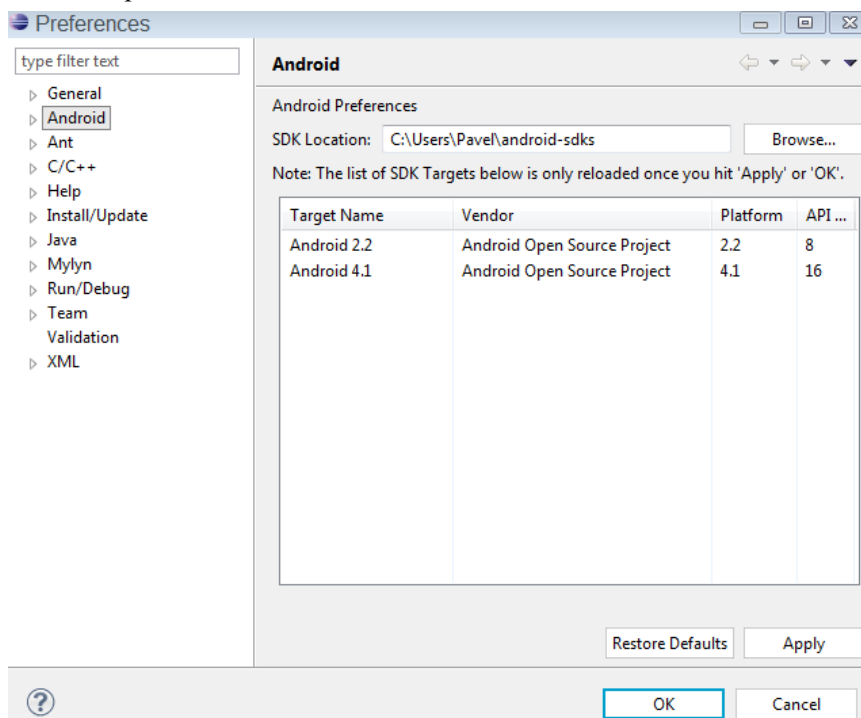 Preferences
type filter text
General
Android
Ant
C/C++
Help
Install/Update
Java
Mylyn
Run/Debug
Team
Validation
XML
Android
Android Preferences
SDK Location: C:\Users\Pavel\android-sdks Browse...
Note: The list of SDK Targets below is only reloaded once you hit 'Apply' or 'OK'.
Target Name Vendor Platform API ...
Android 2.2 Android Open Source Project 2.2 8
Android 4.1 Android Open Source Project 4.1 16
Restore Defaults Apply
OK Cancel